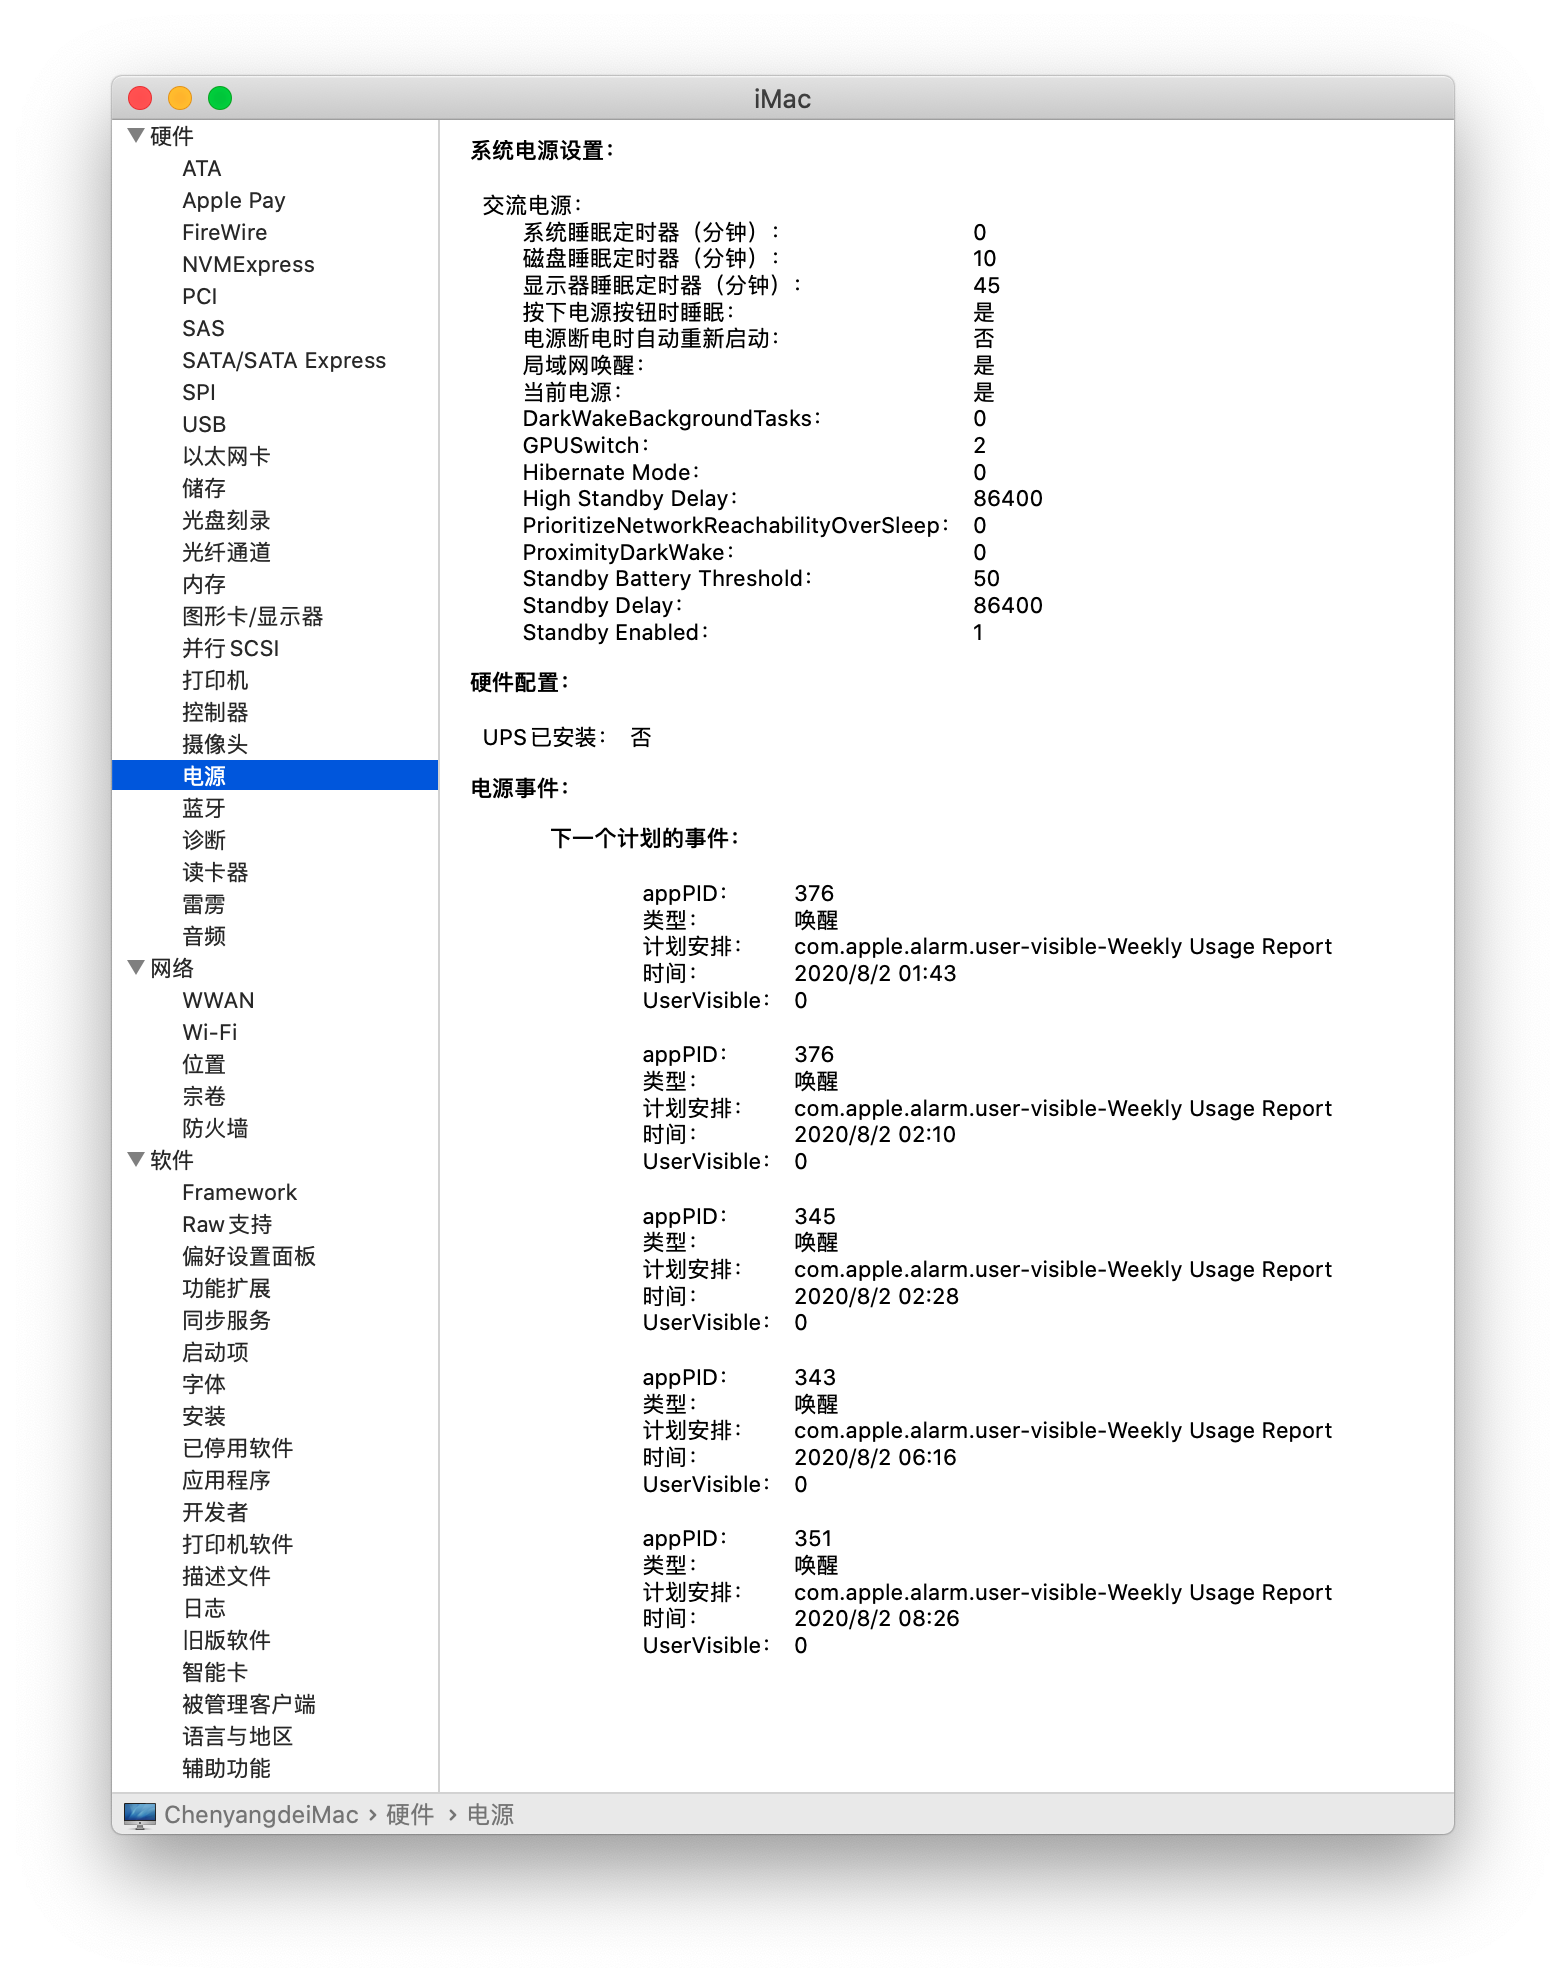 iMac
硬件
ATA
Apple Pay
FireWire
NVMExpress
PCI
SAS
SATA/SATA Express
SPI
USB
以太网卡
储存
光盘刻录
光纤通道
内存
图形卡/显示器
并行 SCSI
打印机
控制器
摄像头
电源
蓝牙
诊断
读卡器
雷雳
音频
网络
WWAN
Wi-Fi
位置
宗卷
防火墙
软件
Framework
Raw 支持
偏好设置面板
功能扩展
同步服务
启动项
字体
安装
已停用软件
应用程序
开发者
打印机软件
描述文件
日志
旧版软件
智能卡
被管理客户端
语言与地区
辅助功能
系统电源设置：
交流电源：
系统睡眠定时器（分钟）： 0
磁盘睡眠定时器（分钟）： 10
显示器睡眠定时器（分钟）： 45
按下电源按钮时睡眠： 是
电源断电时自动重新启动： 否
局域网唤醒： 是
当前电源： 是
DarkWakeBackgroundTasks： 0
GPUSwitch： 2
Hibernate Mode： 0
High Standby Delay： 86400
PrioritizeNetworkReachabilityOverSleep： 0
ProximityDarkWake： 0
Standby Battery Threshold： 50
Standby Delay： 86400
Standby Enabled： 1
硬件配置：
UPS 已安装： 否
电源事件：
下一个计划的事件：
appPID： 376
类型： 唤醒
计划安排： com.apple.alarm.user-visible-Weekly Usage Report
时间： 2020/8/2 01:43
UserVisible： 0
appPID： 376
类型： 唤醒
计划安排： com.apple.alarm.user-visible-Weekly Usage Report
时间： 2020/8/2 02:10
UserVisible： 0
appPID： 345
类型： 唤醒
计划安排： com.apple.alarm.user-visible-Weekly Usage Report
时间： 2020/8/2 02:28
UserVisible： 0
appPID： 343
类型： 唤醒
计划安排： com.apple.alarm.user-visible-Weekly Usage Report
时间： 2020/8/2 06:16
UserVisible： 0
appPID： 351
类型： 唤醒
计划安排： com.apple.alarm.user-visible-Weekly Usage Report
时间： 2020/8/2 08:26
UserVisible： 0
ChenyangdeiMac › 硬件 › 电源